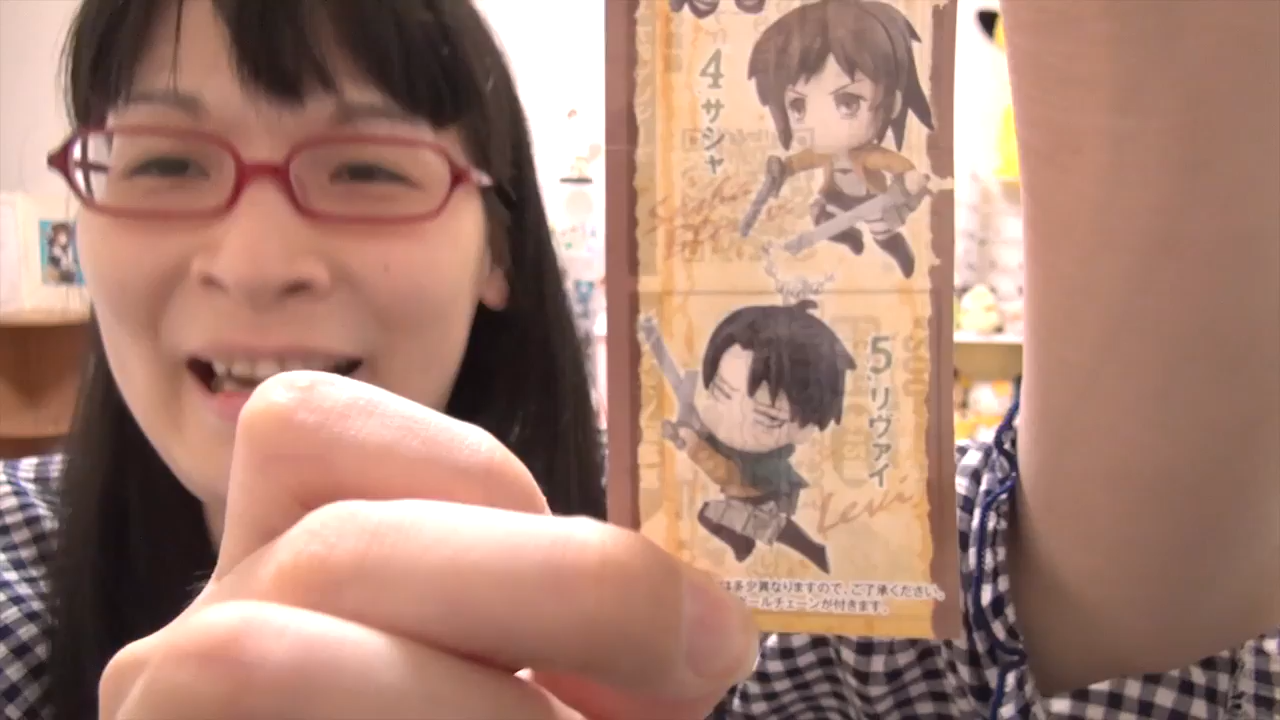 4 サシャ
5 リヴァイ
Levi
は多少異なりますので、ご了承ください。
ールチェーンが付きます。